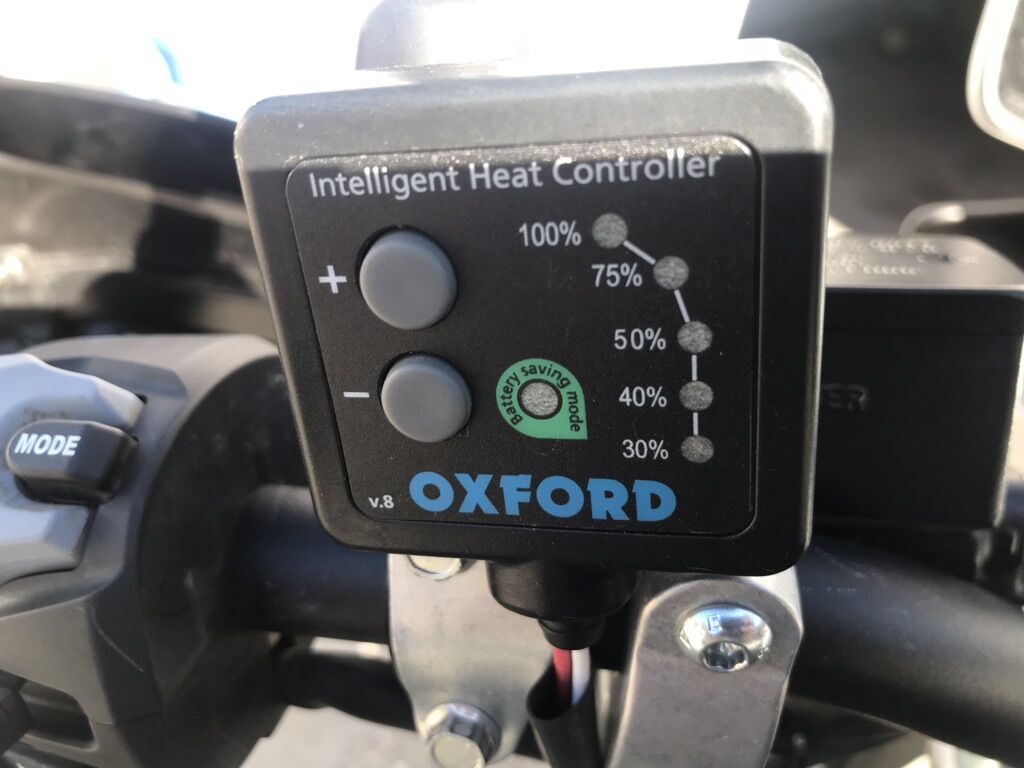 Intelligent Heat Controller
100%
+
75%
50%
Battery saving mode
40%
−
30%
v.8 OXFORD
MODE